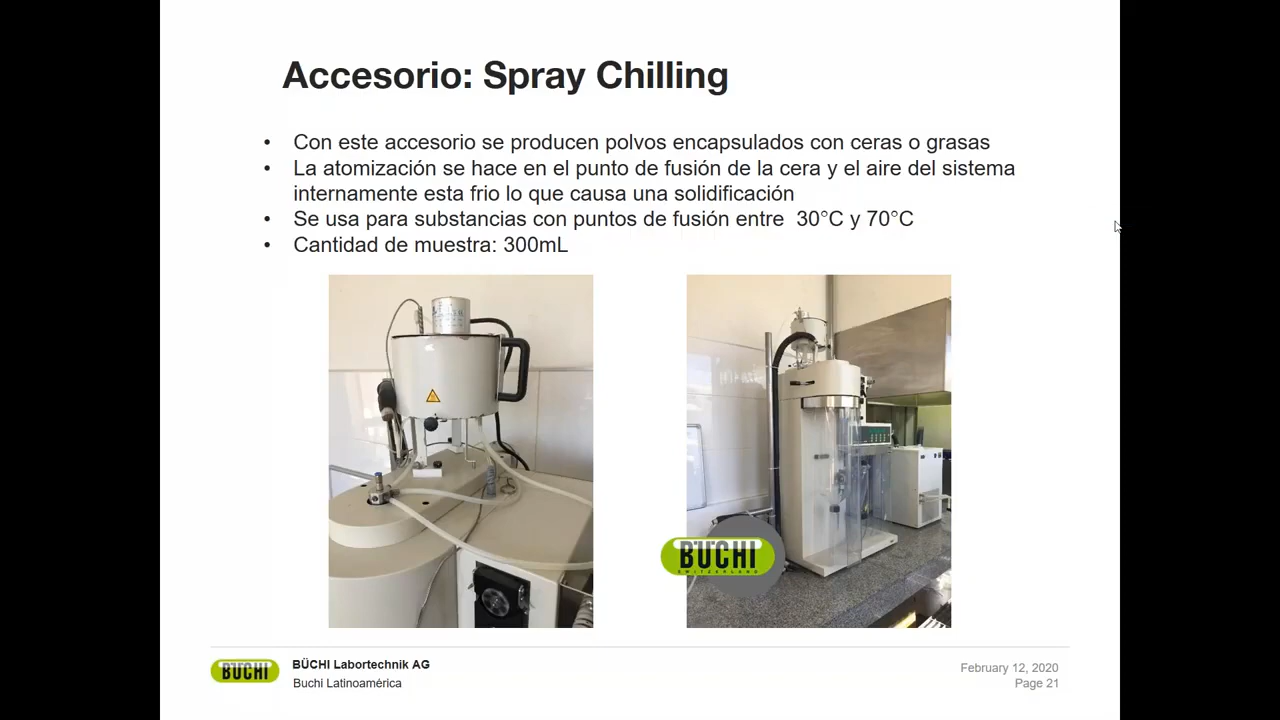 Accesorio: Spray Chilling
• Con este accesorio se producen polvos encapsulados con ceras o grasas
• La atomización se hace en el punto de fusión de la cera y el aire del sistema
internamente esta frio lo que causa una solidificación
• Se usa para substancias con puntos de fusión entre 30°C y 70°C
• Cantidad de muestra: 300mL
BÜCHI
SWITZERLAND
BÜCHI
BÜCHI Labortechnik AG
Buchi Latinoamérica
February 12, 2020
Page 21